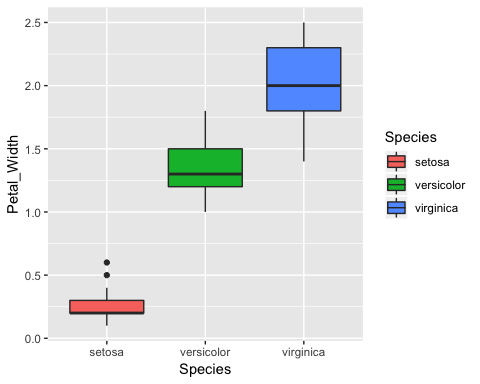 2.5
2.0
1.5
1.0
0.5
0.0
Petal_Width
setosa versicolor virginica
Species
Species
setosa
versicolor
virginica